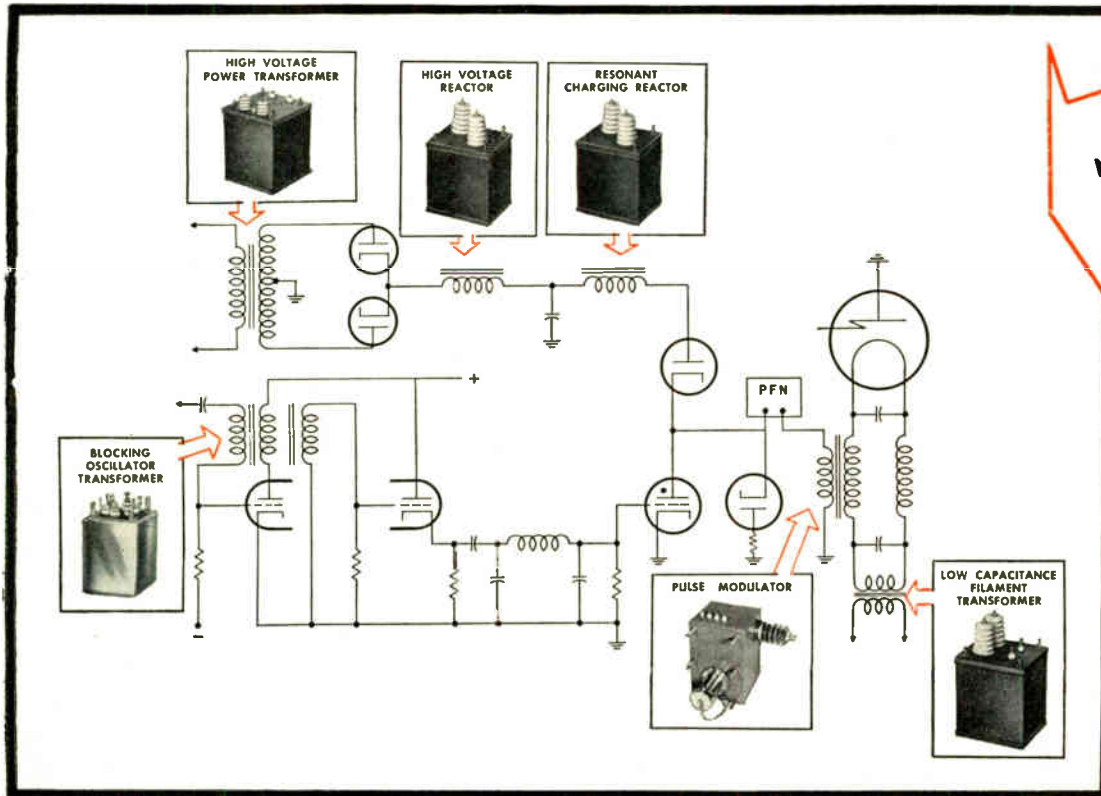 HIGH VOLTAGE
POWER TRANSFORMER
HIGH VOLTAGE
REACTOR
RESONANT
CHARGING REACTOR
+
PFN
BLOCKING
OSCILLATOR
TRANSFORMER
PULSE MODULATOR
LOW CAPACITANCE
FILAMENT
TRANSFORMER
−